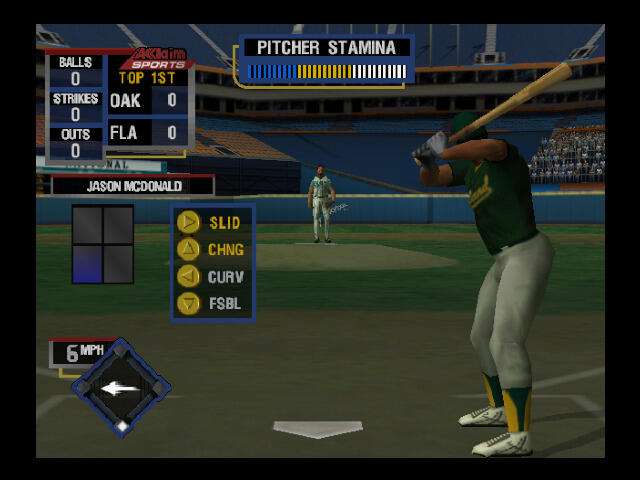 BALLS
0
STRIKES
0
OUTS
0
AKKlaim
SPORTS
TOP 1ST
OAK 0
FLA 0
PITCHER STAMINA
JASON MCDONALD
SLID
CHNG
CURV
FSBL
6 MPH